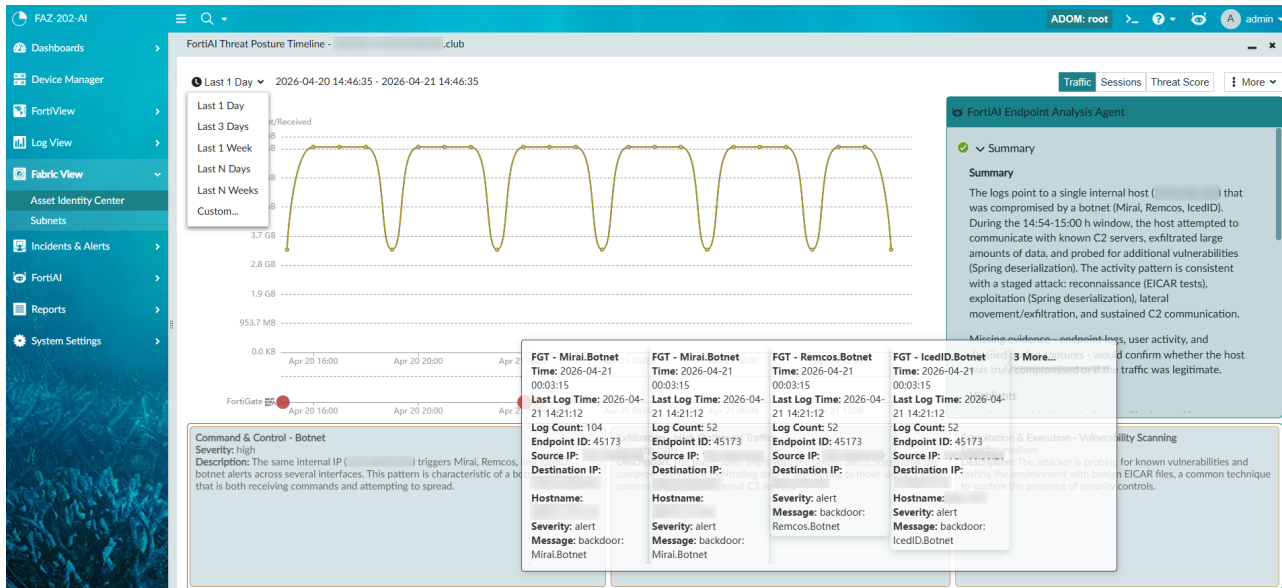 FAZ-202-AI
ADOM: root
admin
Dashboards
Device Manager
FortiView
Log View
Fabric View
Asset Identity Center
Subnets
Incidents & Alerts
FortiAI
Reports
System Settings
FortiAI Threat Posture Timeline - .club
Last 1 Day 2026-04-20 14:46:35 - 2026-04-21 14:46:35
Traffic Sessions Threat Score More
Last 1 Day
Last 3 Days
Last 1 Week
Last N Days
Last N Weeks
Custom...
t/Received
3.7 GB
2.8 GB
1.9 GB
953.7 MB
0.0 KB
Apr 20 16:00 Apr 20 20:00
FortiGate
Apr 20 16:00 Apr 20 20:00
FortiAI Endpoint Analysis Agent
Summary
Summary
The logs point to a single internal host ( ) that
was compromised by a botnet (Mirai, Remcos, IcedID).
During the 14:54-15:00 h window, the host attempted to
communicate with known C2 servers, exfiltrated large
amounts of data, and probed for additional vulnerabilities
(Spring deserialization). The activity pattern is consistent
with a staged attack: reconnaissance (EICAR tests),
exploitation (Spring deserialization), lateral
movement/exfiltration, and sustained C2 communication.
Missing evidence - endpoint logs, user activity, and
would confirm whether the host
was truly compromised or if the traffic was legitimate.
FGT - Mirai.Botnet
Time: 2026-04-21
00:03:15
Last Log Time: 2026-04-
21 14:21:12
Log Count: 104
Endpoint ID: 45173
Source IP:
Destination IP:
Hostname:
Severity: alert
Message: backdoor:
Mirai.Botnet
FGT - Mirai.Botnet
Time: 2026-04-21
00:03:15
Last Log Time: 2026-04-
21 14:21:12
Log Count: 52
Endpoint ID: 45173
Source IP:
Destination IP:
Hostname:
Severity: alert
Message: backdoor:
Mirai.Botnet
FGT - Remcos.Botnet
Time: 2026-04-21
00:03:15
Last Log Time: 2026-04-
21 14:21:12
Log Count: 52
Endpoint ID: 45173
Source IP:
Destination IP:
Severity: alert
Message: backdoor:
Remcos.Botnet
FGT - IcedID.Botnet
Time: 2026-04-21
00:03:15
Last Log Time: 2026-04-
21 14:21:12
Log Count: 52
Endpoint ID: 45173
Source IP:
Destination IP:
Hostname:
Severity: alert
Message: backdoor:
IcedID.Botnet
3 More...
Command & Control - Botnet
Severity: high
Description: The same internal IP ( ) triggers Mirai, Remcos,
botnet alerts across several interfaces. This pattern is characteristic of a
that is both receiving commands and attempting to spread.
& Execution - Vulnerability Scanning
medium
Description: The attacker is probing for known vulnerabilities and
testing the environment with benign EICAR files, a common technique
to confirm the presence of security controls.